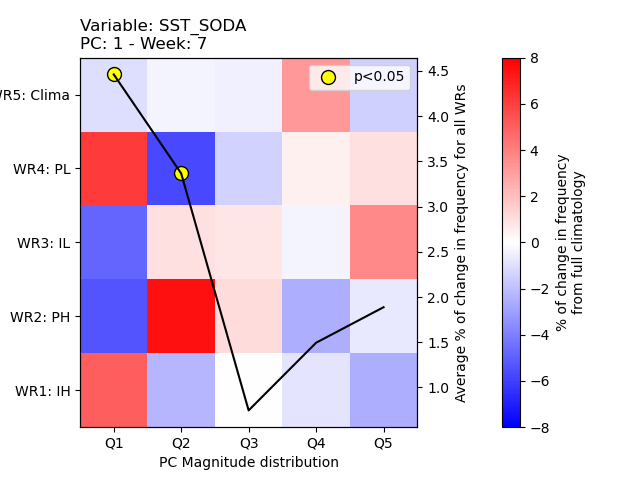 Variable: SST_SODA
PC: 1 - Week: 7
p<0.05
WR5: Clima
WR4: PL
WR3: IL
WR2: PH
WR1: IH
Q1 Q2 Q3 Q4 Q5
PC Magnitude distribution
4.5
4.0
3.5
3.0
2.5
2.0
1.5
1.0
Average % of change in frequency for all WRs
8
6
4
2
0
−2
−4
−6
−8
% of change in frequency
from full climatology